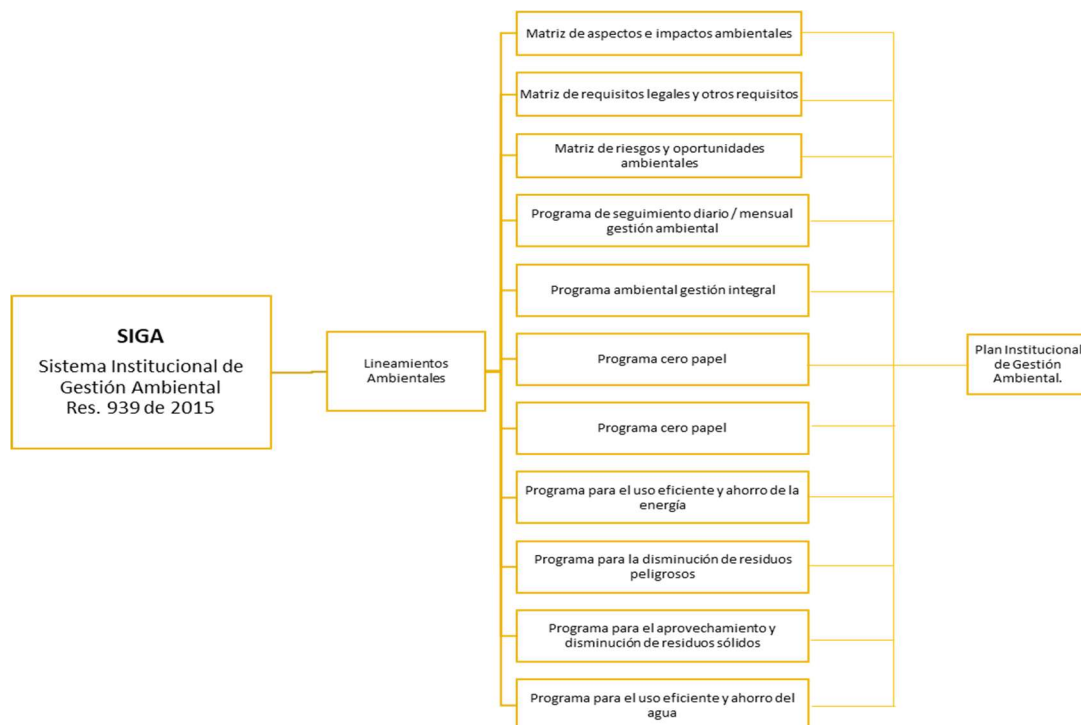 SIGA
Sistema Institucional de
Gestión Ambiental
Res. 939 de 2015
Lineamientos
Ambientales
Matriz de aspectos e impactos ambientales
Matriz de requisitos legales y otros requisitos
Matriz de riesgos y oportunidades
ambientales
Programa de seguimiento diario / mensual
gestión ambiental
Programa ambiental gestión integral
Programa cero papel
Programa cero papel
Programa para el uso eficiente y ahorro de la
energía
Programa para la disminución de residuos
peligrosos
Programa para el aprovechamiento y
disminución de residuos sólidos
Programa para el uso eficiente y ahorro del
agua
Plan Institucional
de Gestión
Ambiental.